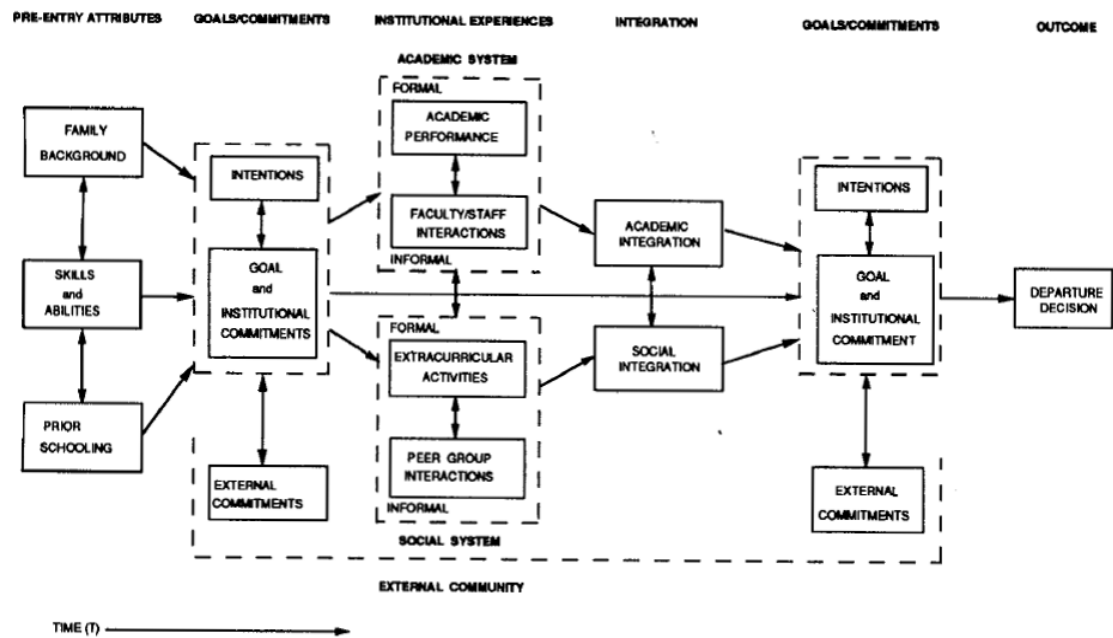 PRE-ENTRY ATTRIBUTES
GOALS/COMMITMENTS
INSTITUTIONAL EXPERIENCES
INTEGRATION
GOALS/COMMITMENTS
OUTCOME
ACADEMIC SYSTEM
FORMAL
ACADEMIC
PERFORMANCE
FACULTY/STAFF
INTERACTIONS
INFORMAL
FAMILY
BACKGROUND
SKILLS
and
ABILITIES
PRIOR
SCHOOLING
INTENTIONS
GOAL
and
INSTITUTIONAL
COMMITMENTS
EXTERNAL
COMMITMENTS
FORMAL
EXTRACURRICULAR
ACTIVITIES
PEER GROUP
INTERACTIONS
INFORMAL
SOCIAL SYSTEM
ACADEMIC
INTEGRATION
SOCIAL
INTEGRATION
INTENTIONS
GOAL
and
INSTITUTIONAL
COMMITMENT
EXTERNAL
COMMITMENTS
DEPARTURE
DECISION
EXTERNAL COMMUNITY
TIME (T)